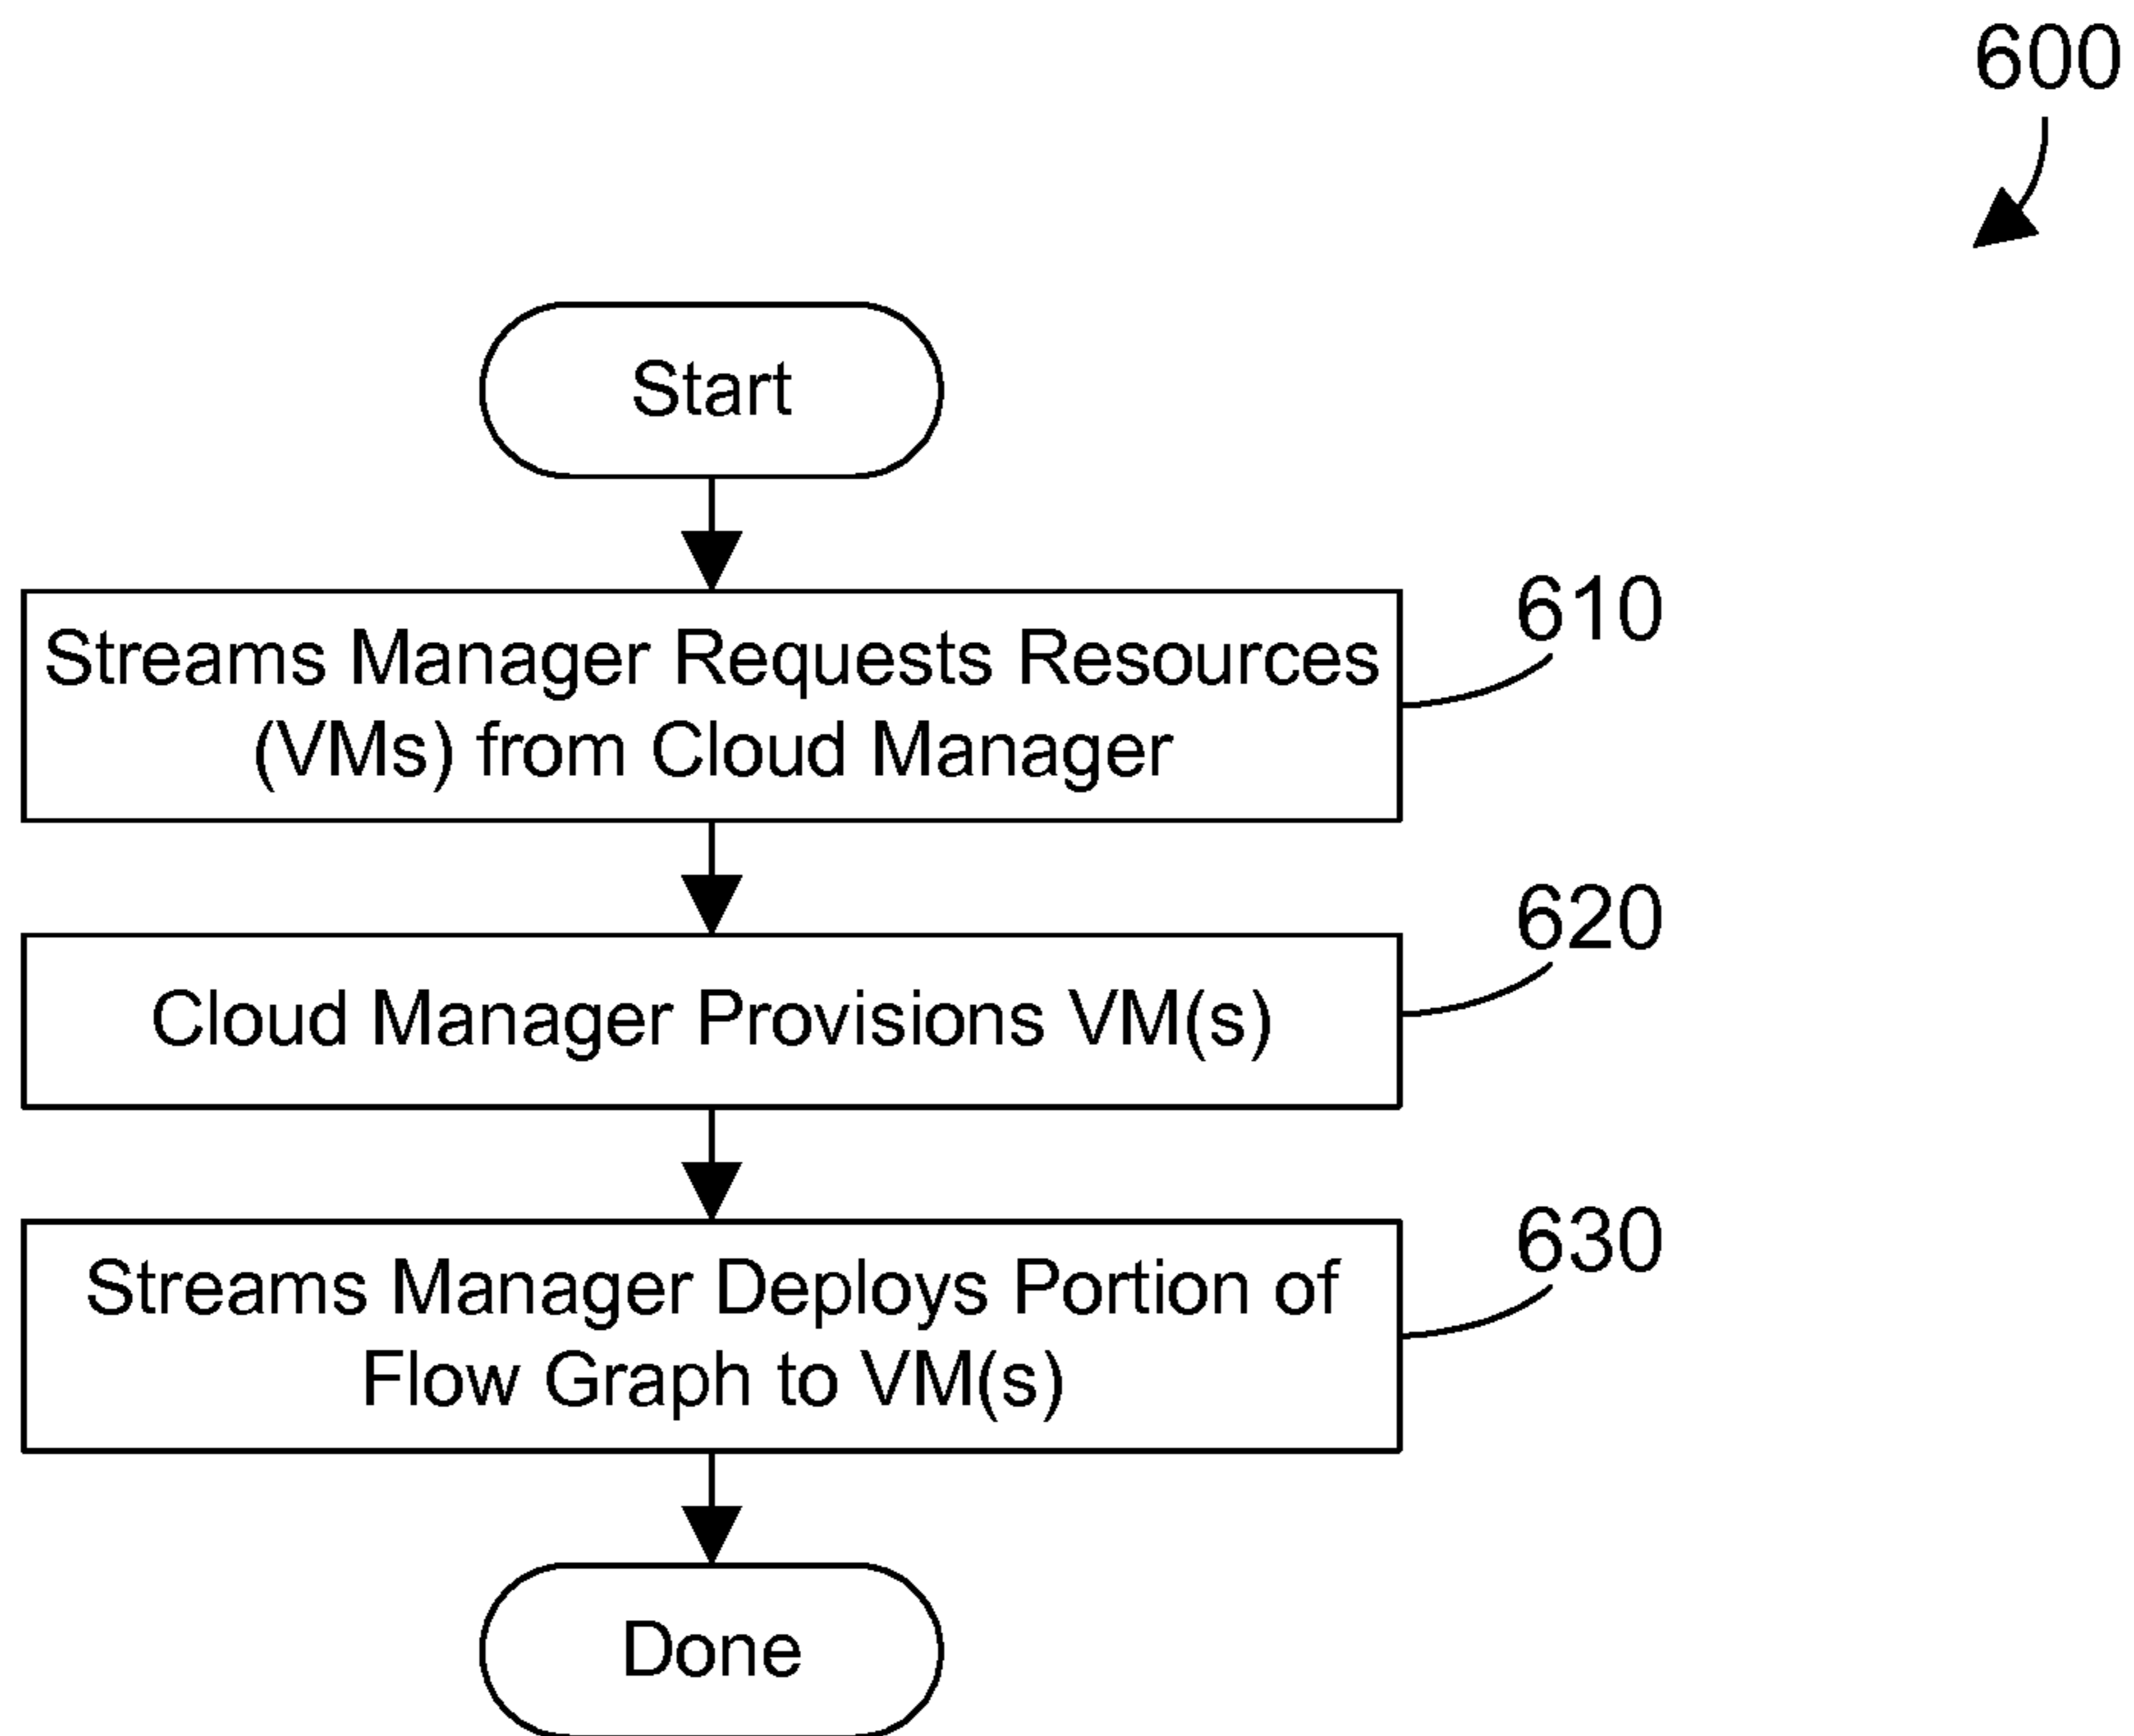 600
Start
Streams Manager Requests Resources
(VMs) from Cloud Manager
610
Cloud Manager Provisions VM(s)
620
Streams Manager Deploys Portion of
Flow Graph to VM(s)
630
Done